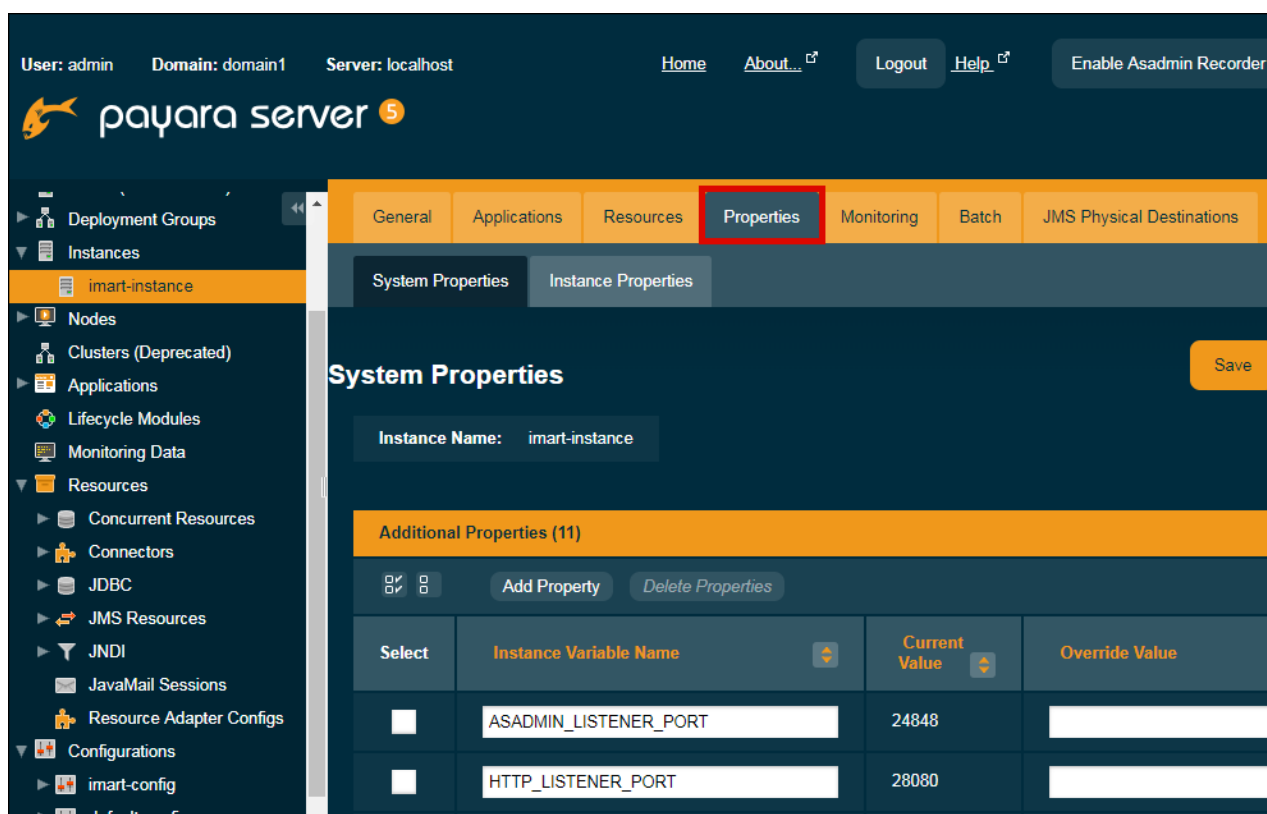 User: admin Domain: domain1 Server: localhost Home About... Logout Help Enable Asadmin Recorder
payara server 5
Deployment Groups
Instances
imart-instance
Nodes
Clusters (Deprecated)
Applications
Lifecycle Modules
Monitoring Data
Resources
Concurrent Resources
Connectors
JDBC
JMS Resources
JNDI
JavaMail Sessions
Resource Adapter Configs
Configurations
imart-config
General Applications Resources Properties Monitoring Batch JMS Physical Destinations
System Properties Instance Properties
System Properties
Save
Instance Name: imart-instance
Additional Properties (11)
Add Property Delete Properties
Select Instance Variable Name Current Value Override Value
ASADMIN_LISTENER_PORT 24848
HTTP_LISTENER_PORT 28080